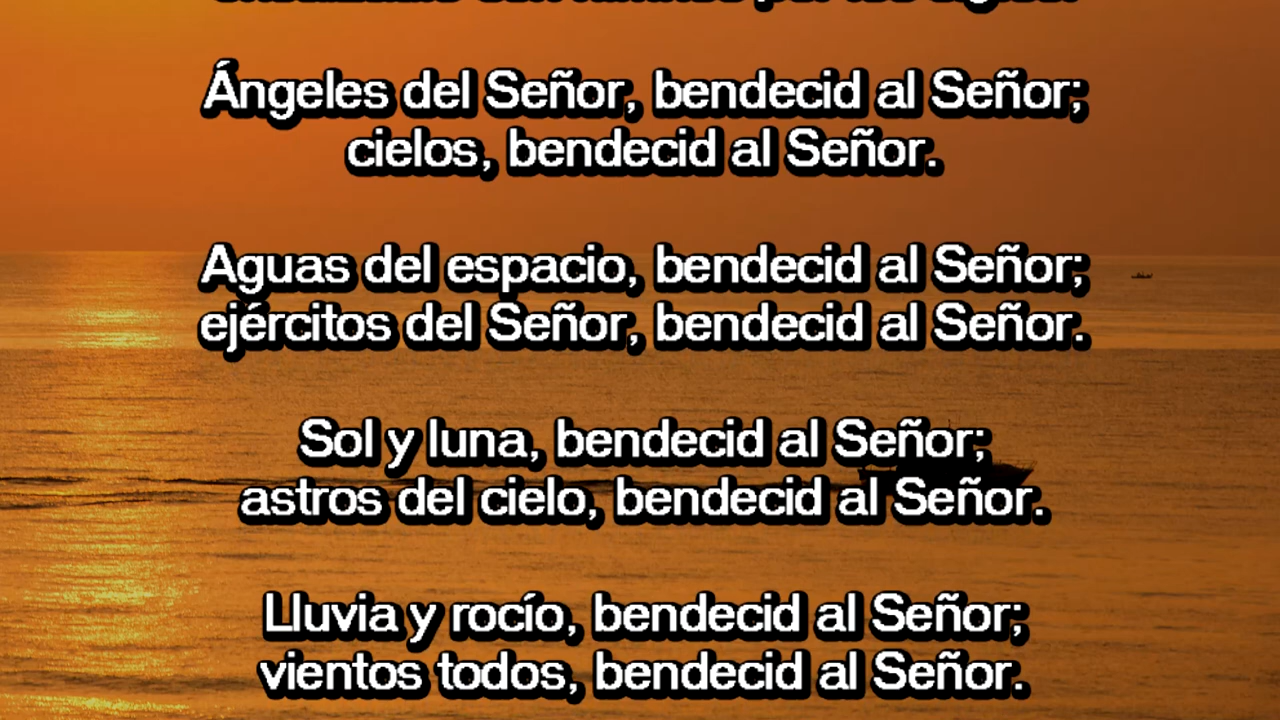 Ángeles del Señor, bendecid al Señor;
cielos, bendecid al Señor.
Aguas del espacio, bendecid al Señor;
ejércitos del Señor, bendecid al Señor.
Sol y luna, bendecid al Señor;
astros del cielo, bendecid al Señor.
Lluvia y rocío, bendecid al Señor;
vientos todos, bendecid al Señor.